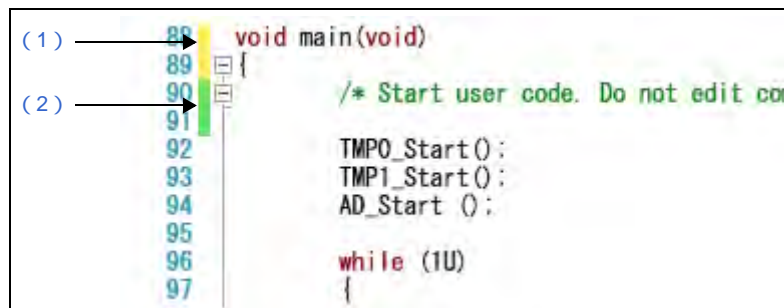 (1)
88 void main(void)
89 {
(2)
90 /* Start user code. Do not edit
91
92 TMP0_Start();
93 TMP1_Start();
94 AD_Start ();
95
96 while (1U)
97 {